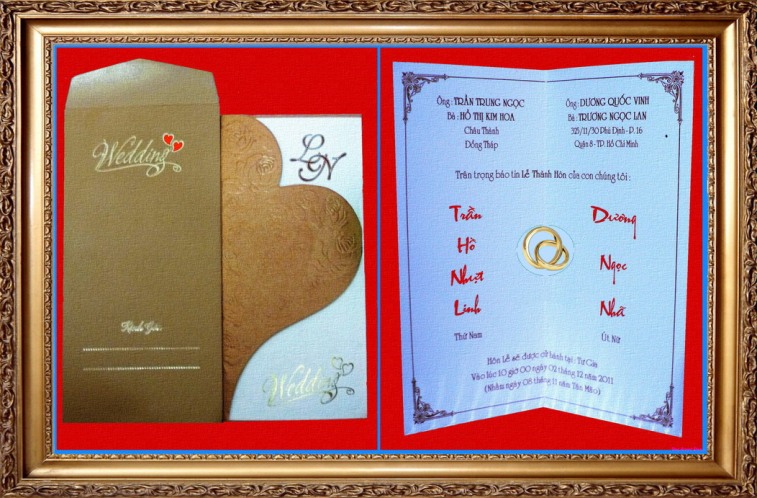 Wedding
Kính Gởi:
LN
Wedding
Ông : TRẦN TRUNG NGỌC
Bà : HỒ THỊ KIM HOA
Châu Thành
Đồng Tháp
Ông : DƯƠNG QUỐC VINH
Bà : TRƯƠNG NGỌC LAN
325/11/30 Phú Định - P. 16
Quận 8 - TP. Hồ Chí Minh
Trân trọng báo tin Lễ Thành Hôn của con chúng tôi :
Trần
Hồ
Nhựt
Linh
Thứ Nam
Dương
Ngọc
Nhã
Út Nữ
Hôn Lễ sẽ được cử hành tại : Tư Gia
Vào lúc 10 giờ 00 ngày 02 tháng 12 năm 2011
(Nhằm ngày 08 tháng 11 năm Tân Mão)